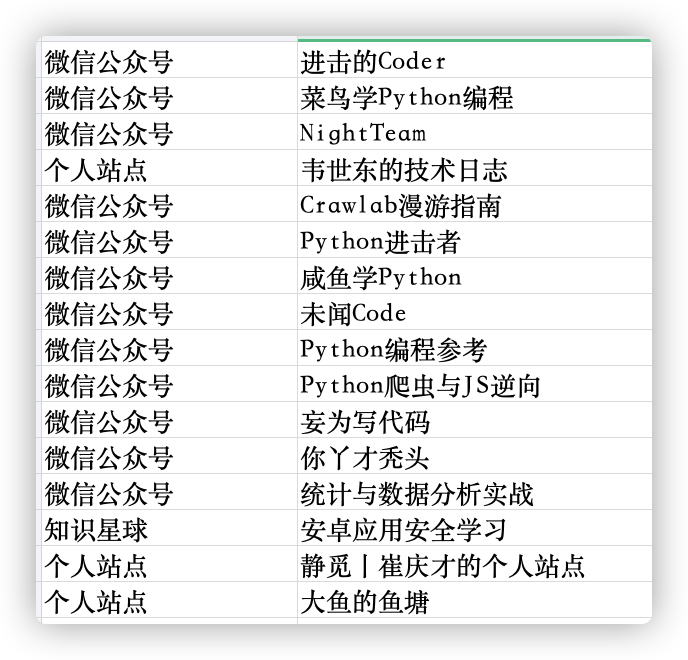 微信公众号 进击的Coder
微信公众号 菜鸟学Python编程
微信公众号 NightTeam
个人站点 韦世东的技术日志
微信公众号 Crawlab漫游指南
微信公众号 Python进击者
微信公众号 咸鱼学Python
微信公众号 未闻Code
微信公众号 Python编程参考
微信公众号 Python爬虫与JS逆向
微信公众号 妄为写代码
微信公众号 你丫才秃头
微信公众号 统计与数据分析实战
知识星球 安卓应用安全学习
个人站点 静觅丨崔庆才的个人站点
个人站点 大鱼的鱼塘